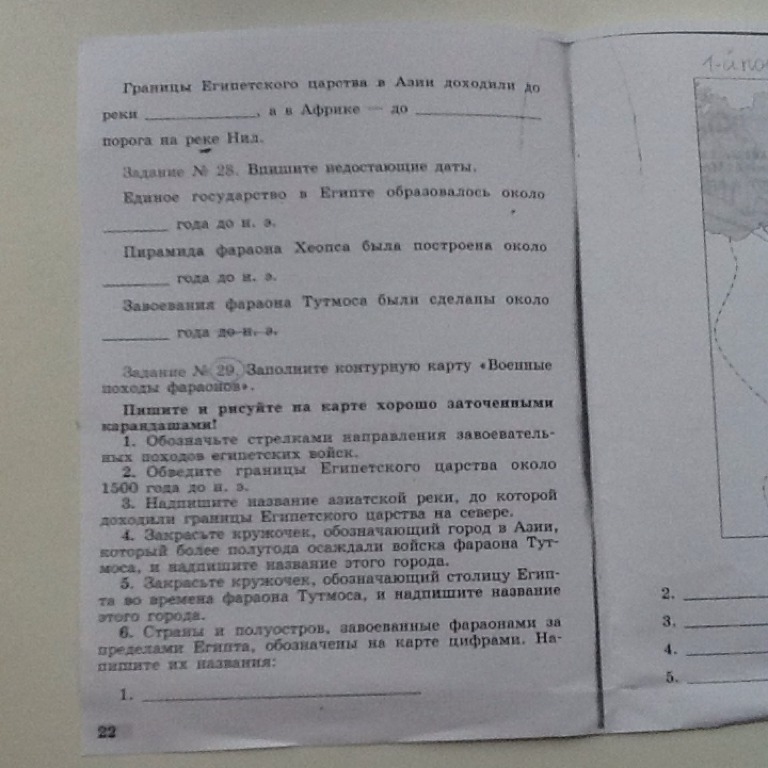 Границы Египетского царства в Азии доходили до
реки ____________, а в Африке — до ____________
порога на реке Нил.
Задание № 28. Впишите недостающие даты.
Единое государство в Египте образовалось около
_______ года до н. э.
Пирамида фараона Хеопса была построена около
_______ года до н. э.
Завоевания фараона Тутмоса были сделаны около
_______ года до н. э.
Задание № 29. Заполните контурную карту «Военные
походы фараонов».
Пишите и рисуйте на карте хорошо заточенными
карандашами!
1. Обозначьте стрелками направления завоеватель-
ных походов египетских войск.
2. Обведите границы Египетского царства около
1500 года до н. э.
3. Надпишите название азиатской реки, до которой
доходили границы Египетского царства на севере.
4. Закрасьте кружочек, обозначающий город в Азии,
который более полугода осаждали войска фараона Тут-
моса, и надпишите название этого города.
5. Закрасьте кружочек, обозначающий столицу Егип-
та во времена фараона Тутмоса, и надпишите название
этого города.
6. Страны и полуостров, завоеванные фараонами за
пределами Египта, обозначены на карте цифрами. На-
пишите их названия:
1. ______________________________
22
1-й
2. ________
3. ________
4. ________
5. ________